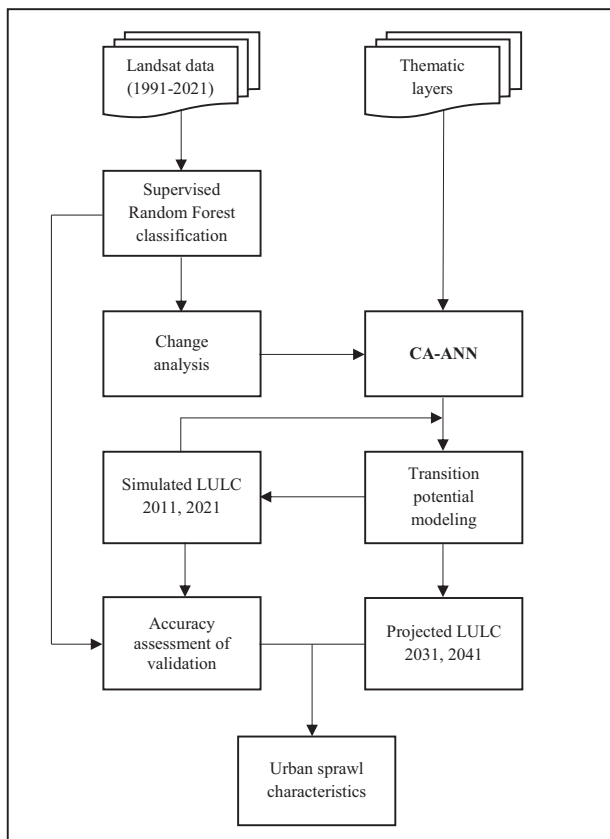 Landsat data
(1991-2021)
Thematic
layers
Supervised
Random Forest
classification
Change
analysis
CA-ANN
Simulated LULC
2011, 2021
Transition
potential
modeling
Accuracy
assessment of
validation
Projected LULC
2031, 2041
Urban sprawl
characteristics